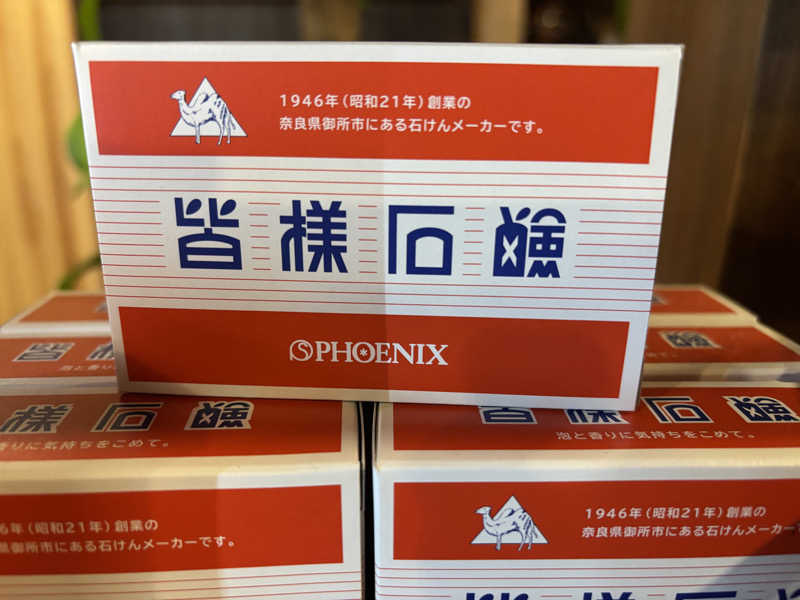 1946年(昭和21年)創業の
奈良県御所市にある石けんメーカーです。
皆様石鹸
PHOENIX
皆様
泡と香り
様石鹸
香りに気持ちをこめて。
6年(昭和21年)創業の
県御所市にある石けんメーカーです。
皆様石鹸
泡と香りに気持ちをこめて。
1946年(昭和21年)創業の
奈良県御所市にある石けんメーカー